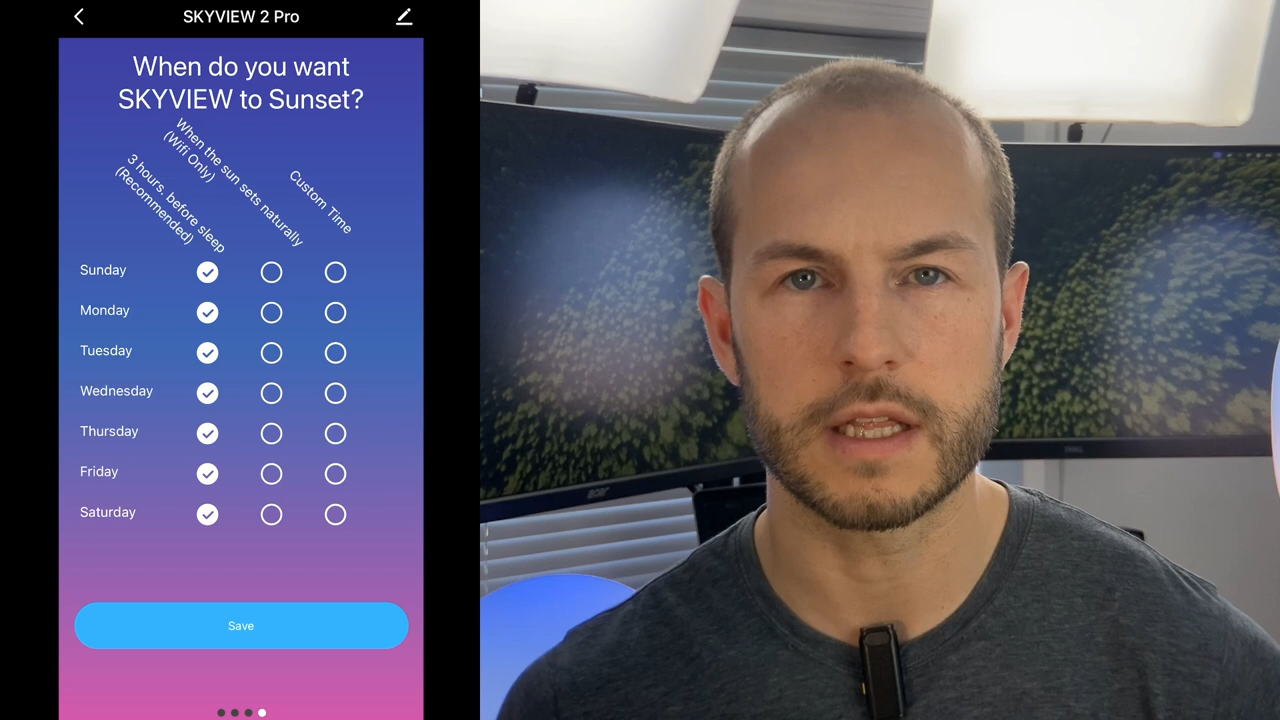 SKYVIEW 2 Pro
When do you want
SKYVIEW to Sunset?
3 hours. before sleep
(Recommended)
When the sun sets naturally
(Wifi Only)
Custom Time
Sunday
Monday
Tuesday
Wednesday
Thursday
Friday
Saturday
Save
acer